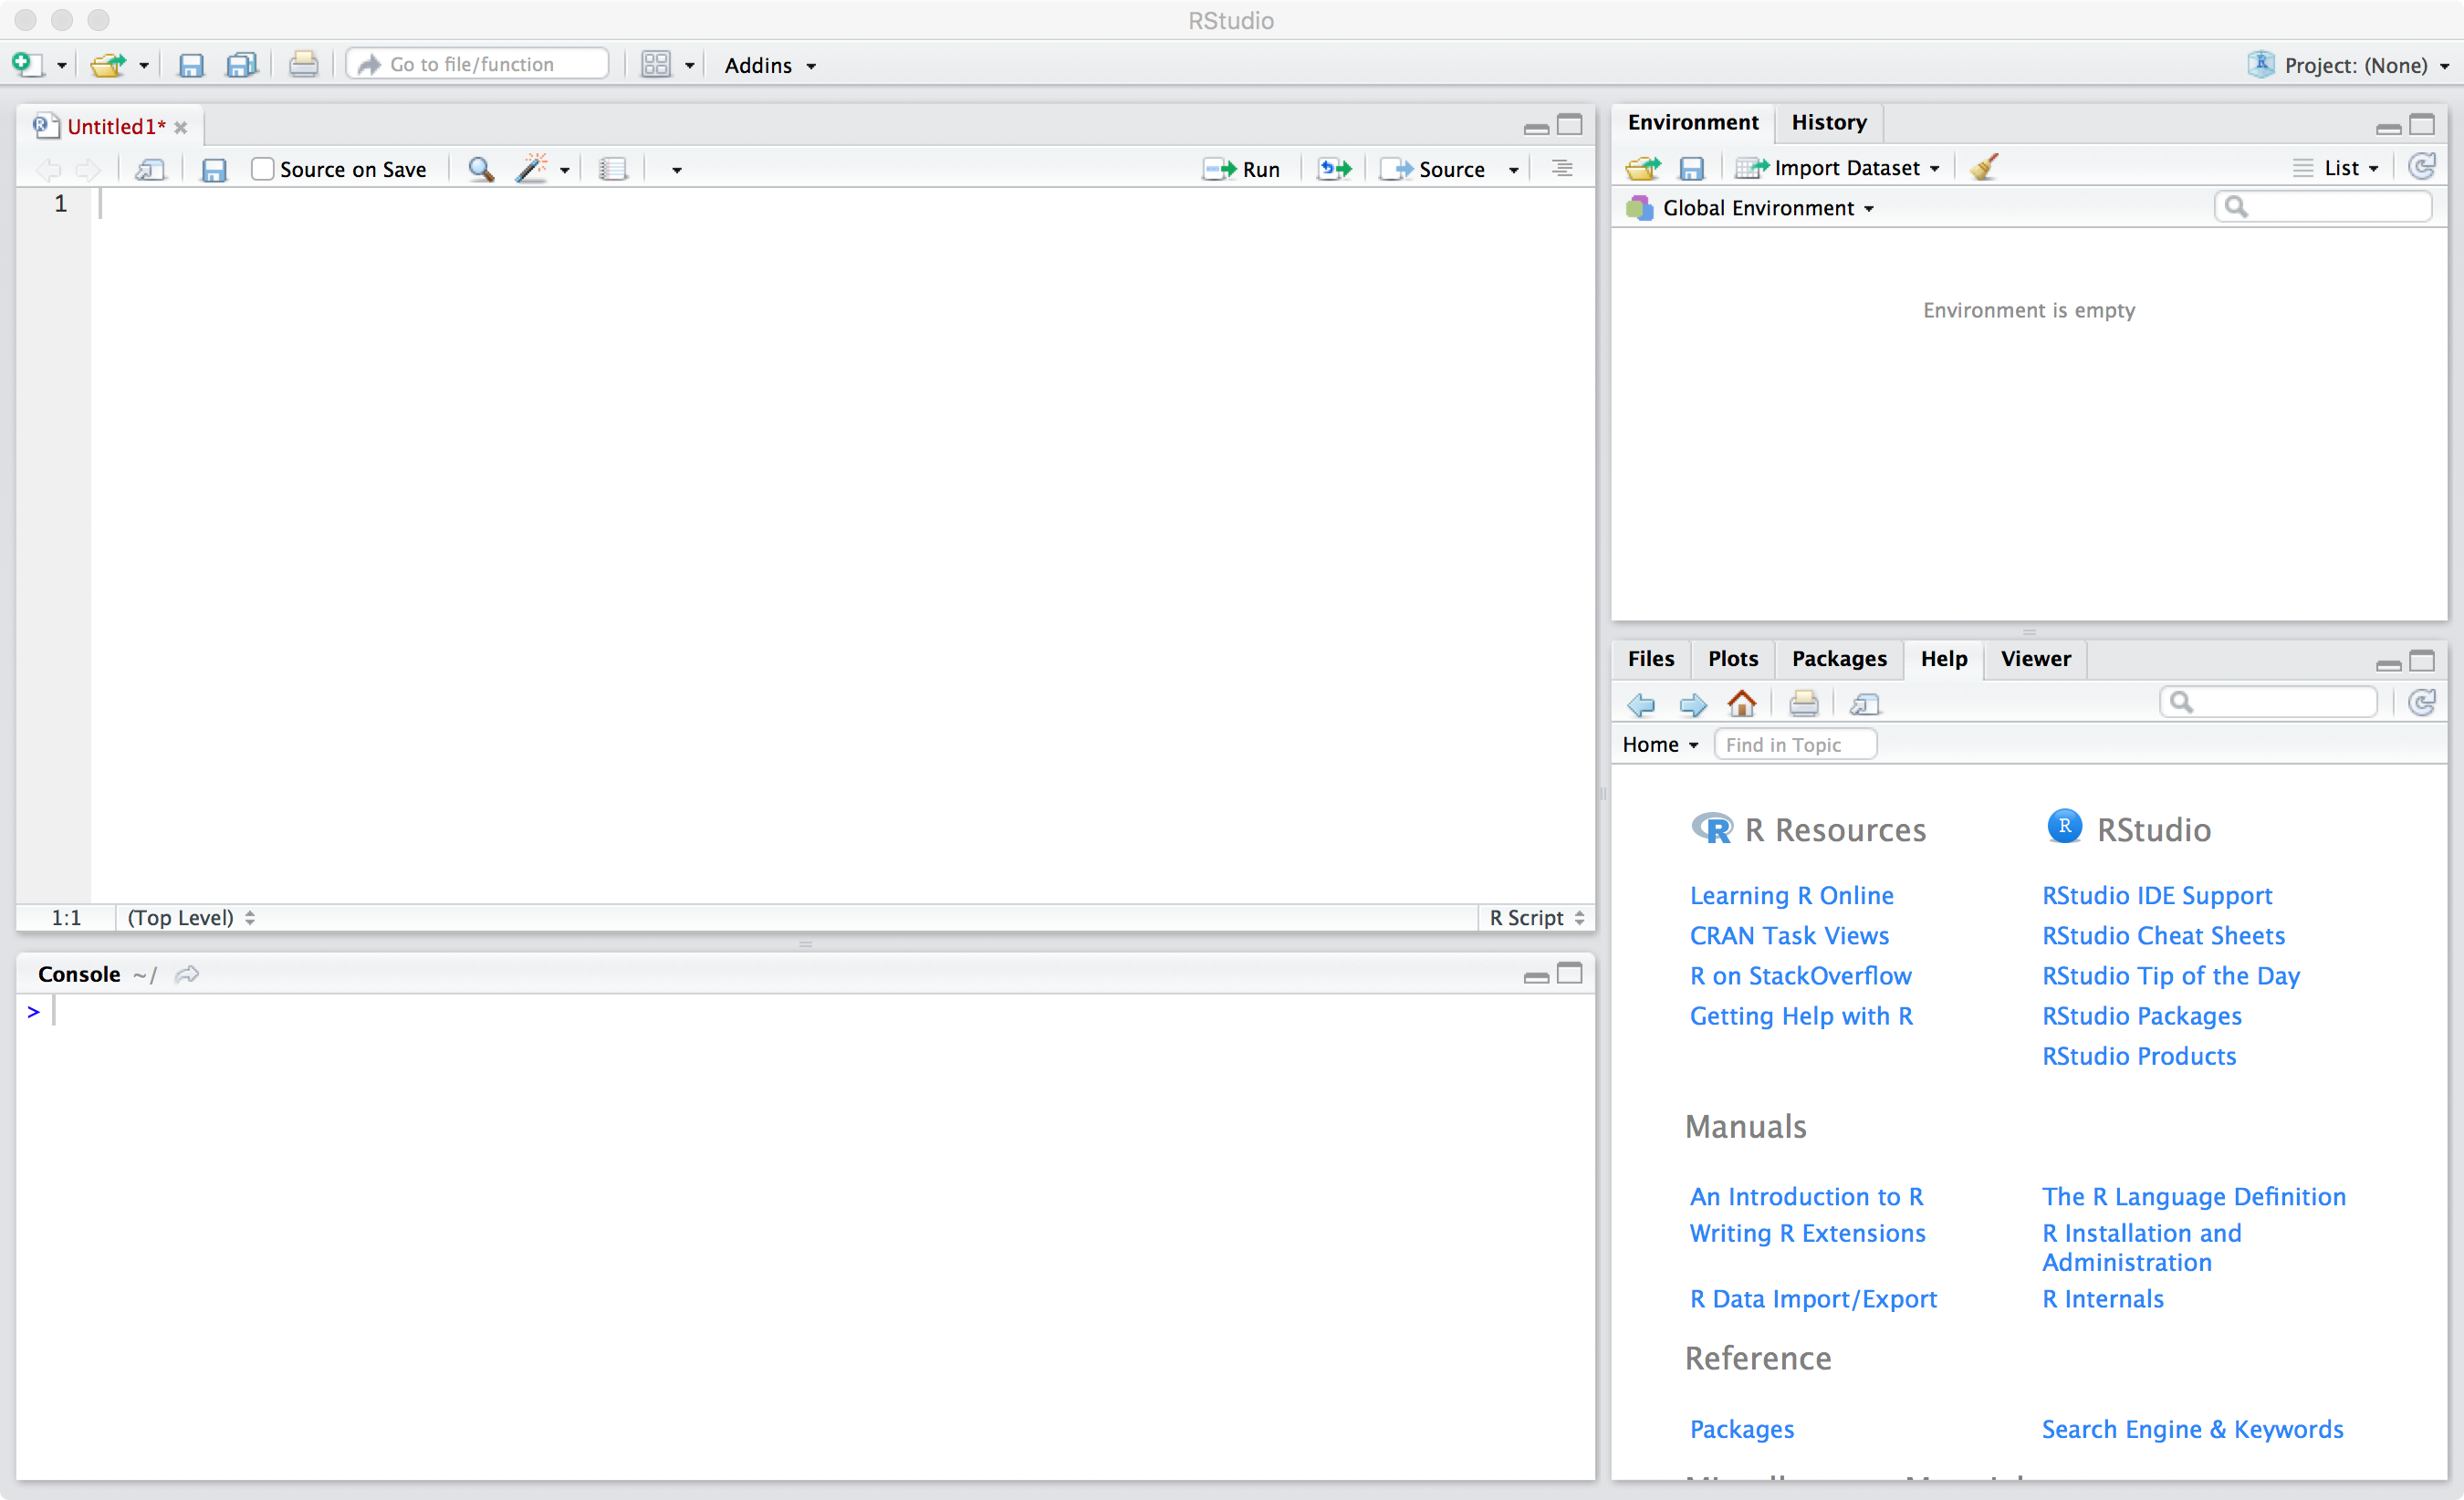 RStudio
Go to file/function
Addins
Project: (None)
Untitled1*
Source on Save
Run
Source
1
1:1 (Top Level)
R Script
Console ~/
>
Environment History
Import Dataset
List
Global Environment
Environment is empty
Files Plots Packages Help Viewer
Home Find in Topic
R Resources
Learning R Online
CRAN Task Views
R on StackOverflow
Getting Help with R
R RStudio
RStudio IDE Support
RStudio Cheat Sheets
RStudio Tip of the Day
RStudio Packages
RStudio Products
Manuals
An Introduction to R
The R Language Definition
Writing R Extensions
R Installation and
Administration
R Data Import/Export
R Internals
Reference
Packages
Search Engine & Keywords